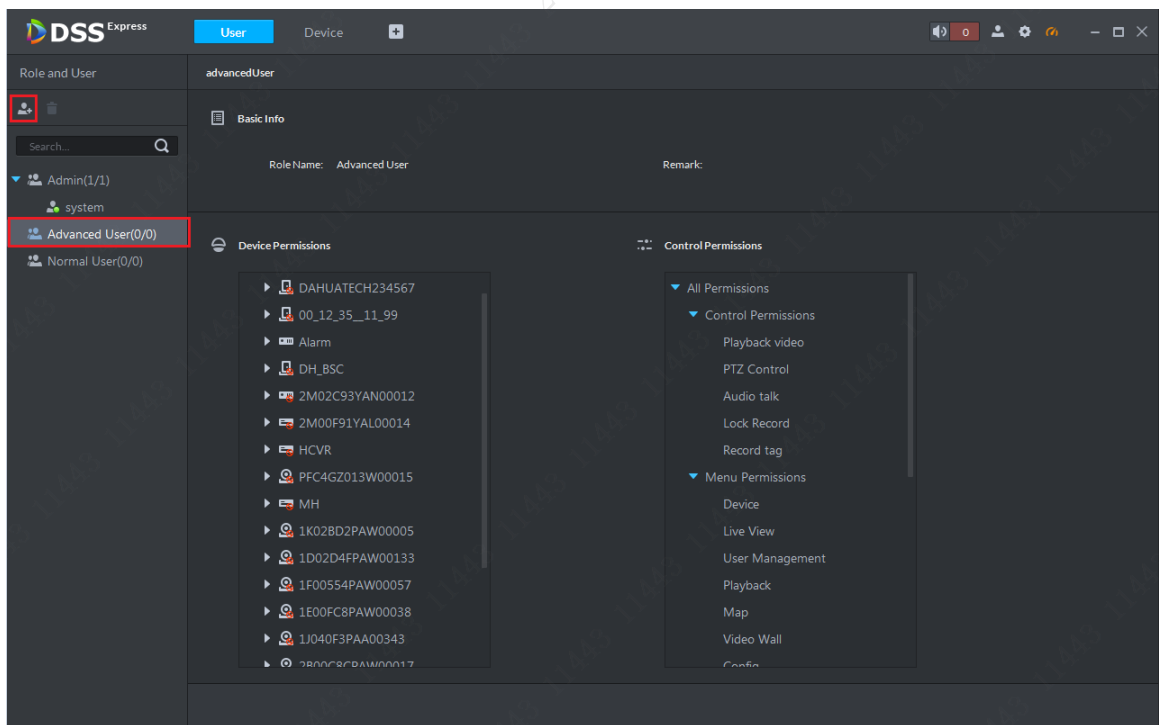 DSS Express
User
Device
0
Role and User
advancedUser
Basic Info
Search...
Role Name: Advanced User
Remark:
Admin(1/1)
system
Advanced User(0/0)
Normal User(0/0)
Device Permissions
Control Permissions
DAHUATECH234567
00_12_35__11_99
Alarm
DH_BSC
2M02C93YAN00012
2M00F91YAL00014
HCVR
PFC4GZ013W00015
MH
1K02BD2PAW00005
1D02D4FPAW00133
1F00554PAW00057
1E00FC8PAW00038
1J040F3PAA00343
2B00C8CPAW00017
All Permissions
Control Permissions
Playback video
PTZ Control
Audio talk
Lock Record
Record tag
Menu Permissions
Device
Live View
User Management
Playback
Map
Video Wall
Config